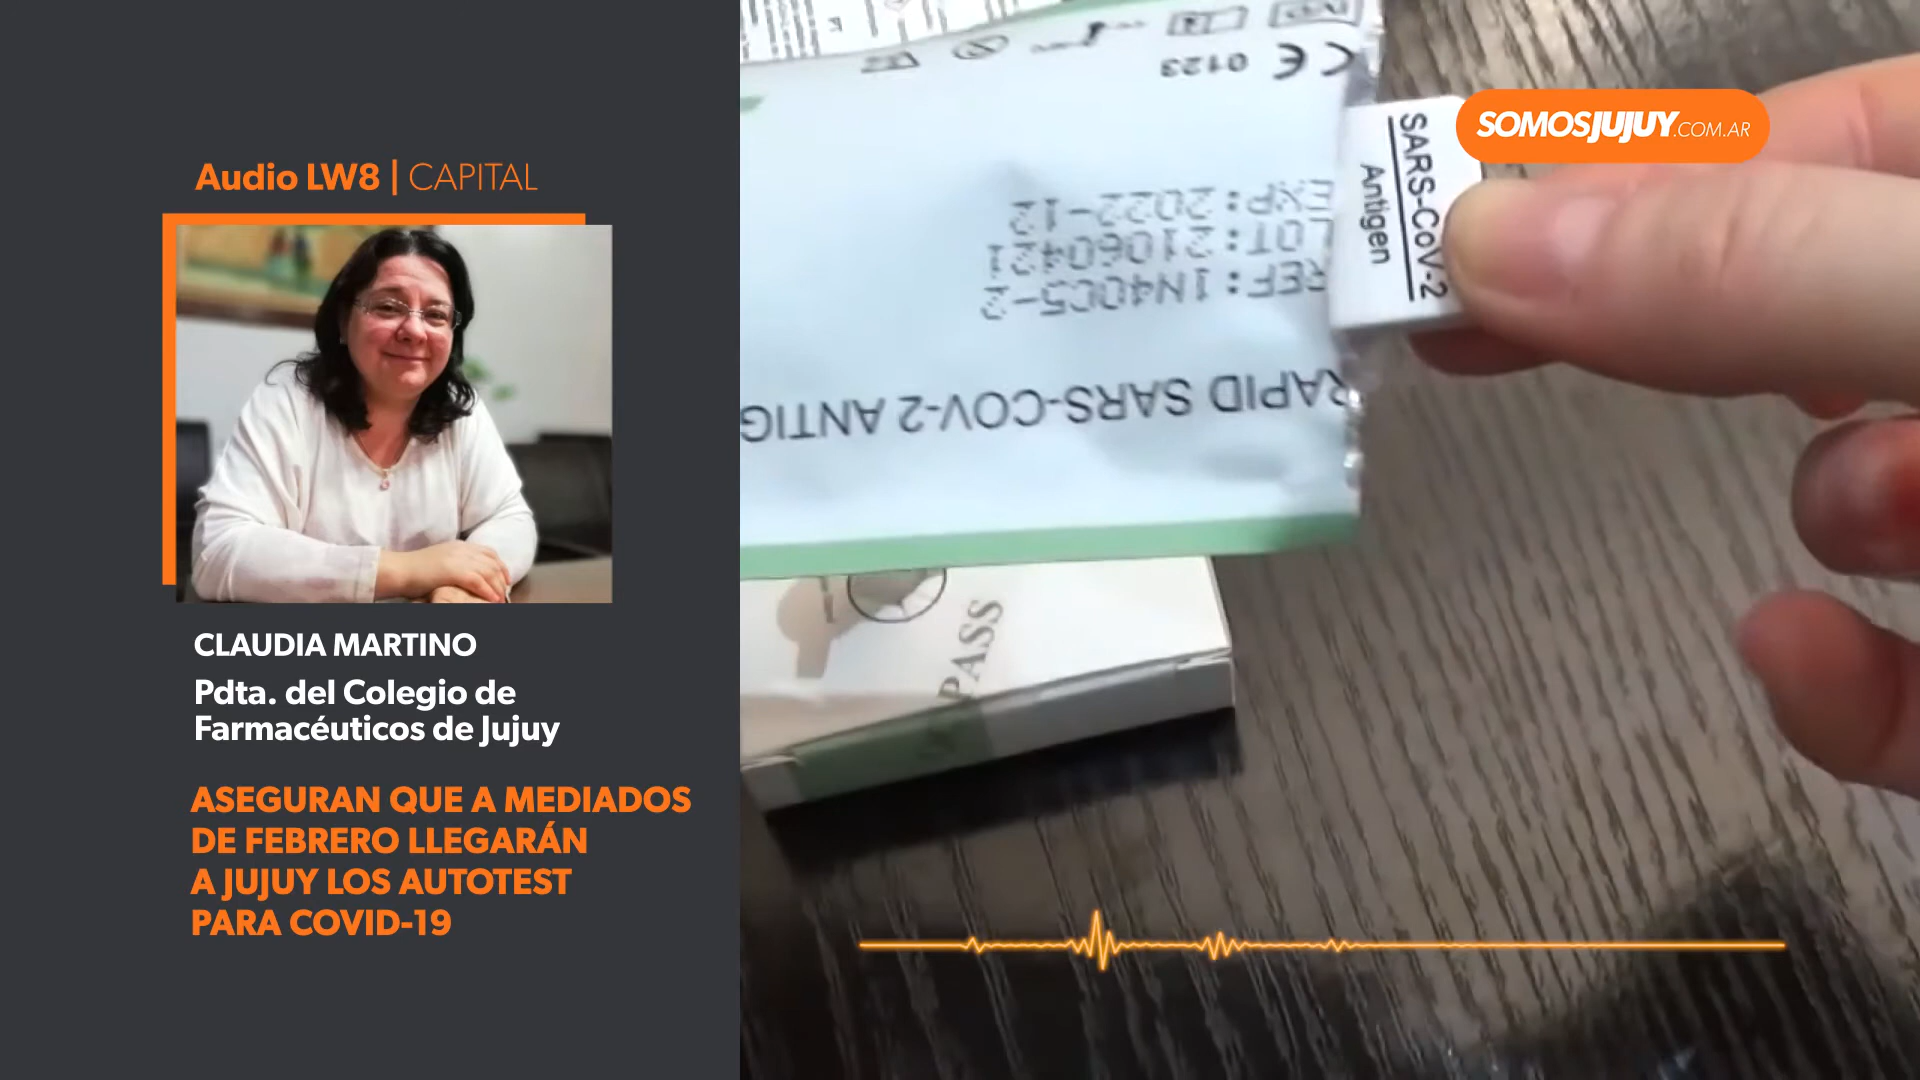 Audio LW8 | CAPITAL
CLAUDIA MARTINO
Pdta. del Colegio de
Farmacéuticos de Jujuy
ASEGURAN QUE A MEDIADOS
DE FEBRERO LLEGARÁN
A JUJUY LOS AUTOTEST
PARA COVID-19
SOMOSJUJUY.COM.AR
SARS-CoV-2
Antigen
RAPID SARS-COV-2 ANTIG
REF: 1N40C5-2
LOT: 21060421
EXP: 2022-12
CE 0123
PASS